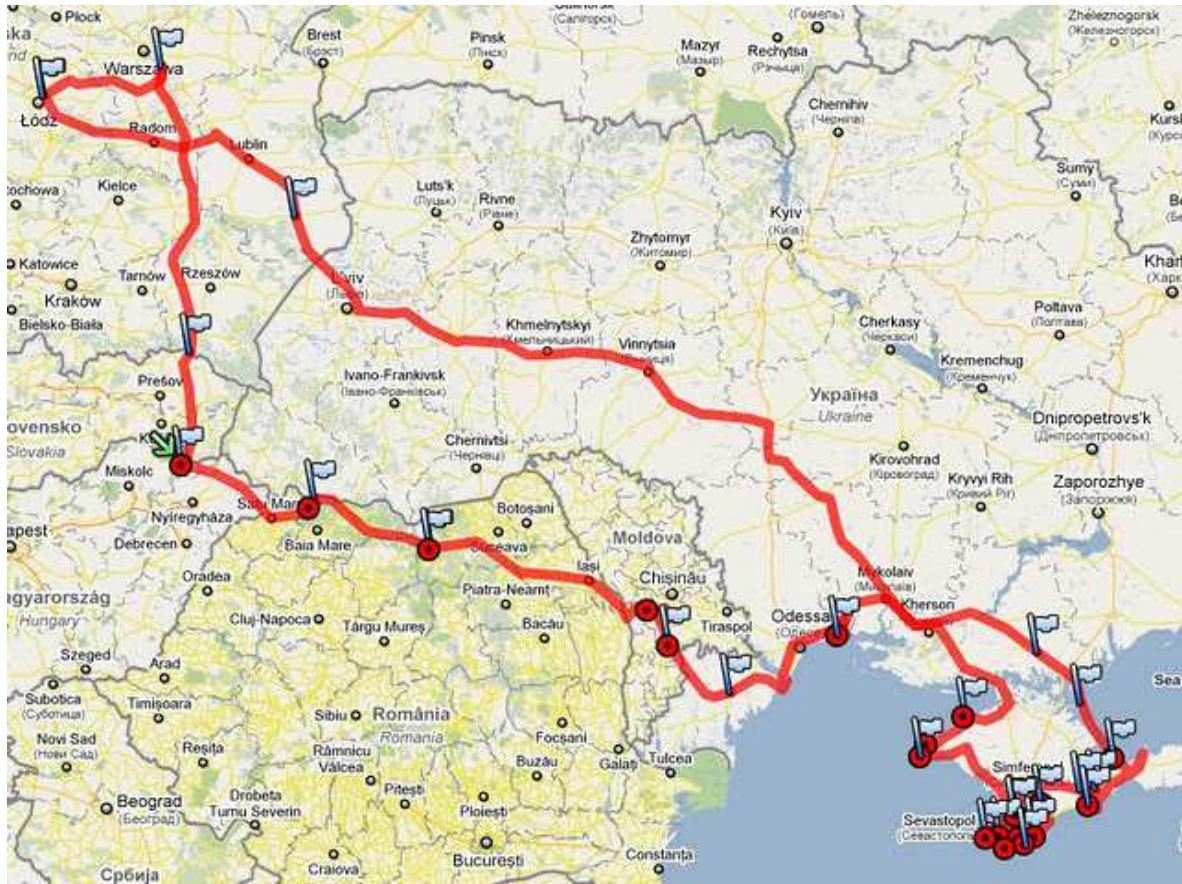 Płock
Brest
(Брэст)
Pinsk
(Пинск)
(Гомель)
Mazyr
(Мазыр)
Rechytsa
(Рэчыца)
Zheleznogorsk
(Железногорск)
Warszawa
Łódź
Radom
Lublin
Chernihiv
(Чернігів)
Kielce
Luts'k
(Луцьк)
Rivne
(Рівне)
Sumy
(Суми)
Kyiv
(Київ)
Zhytomyr
(Житомир)
Katowice
Tarnów
Rzeszów
Kraków
Bielsko-Biała
Lviv
Poltava
(Полтава)
Khmelnytskyi
(Хмельницький)
Vinnytsia
Cherkasy
(Черкаси)
Kremenchug
(Кременчук)
Prešov
Ivano-Frankivsk
(Івано-Франківськ)
Україна
Ukraine
Dnipropetrovs'k
(Дніпропетровськ)
Slovakia
Chernivtsi
(Чернівці)
Kirovohrad
(Кіровоград)
Kryvyi Rih
(Кривий Ріг)
Zaporozhye
(Запоріжжя)
Miskolc
Nyíregyháza
Debrecen
Baia Mare
Botoşani
Suceava
Moldova
Iaşi
Chişinău
Mykolaiv
Kherson
Oradea
Hungary
Piatra-Neamţ
Cluj-Napoca
Târgu Mureş
Bacău
Tiraspol
Odessa
Szeged
Arad
Subotica
(Суботица)
Timişoara
Sea
Sibiu
România
Romania
Focşani
Novi Sad
(Нови Сад)
Reşiţa
Râmnicu
Vâlcea
Buzău
Galaţi
Tulcea
Beograd
(Београд)
Drobeta
Turnu Severin
Piteşti
Ploieşti
Sevastopol
Bucureşti
Constanţa
Craiova
Србија